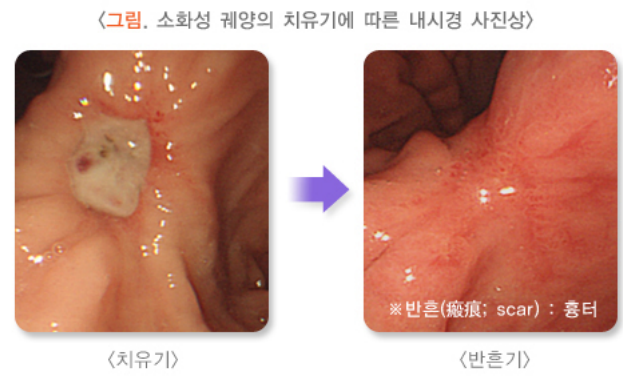 <그림. 소화성 궤양의 치유기에 따른 내시경 사진상>
※반흔(瘢痕; scar) : 흉터
<치유기>
<반흔기>